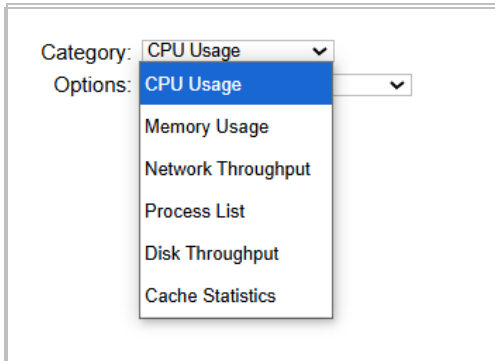 Category: CPU Usage
Options: CPU Usage
Memory Usage
Network Throughput
Process List
Disk Throughput
Cache Statistics